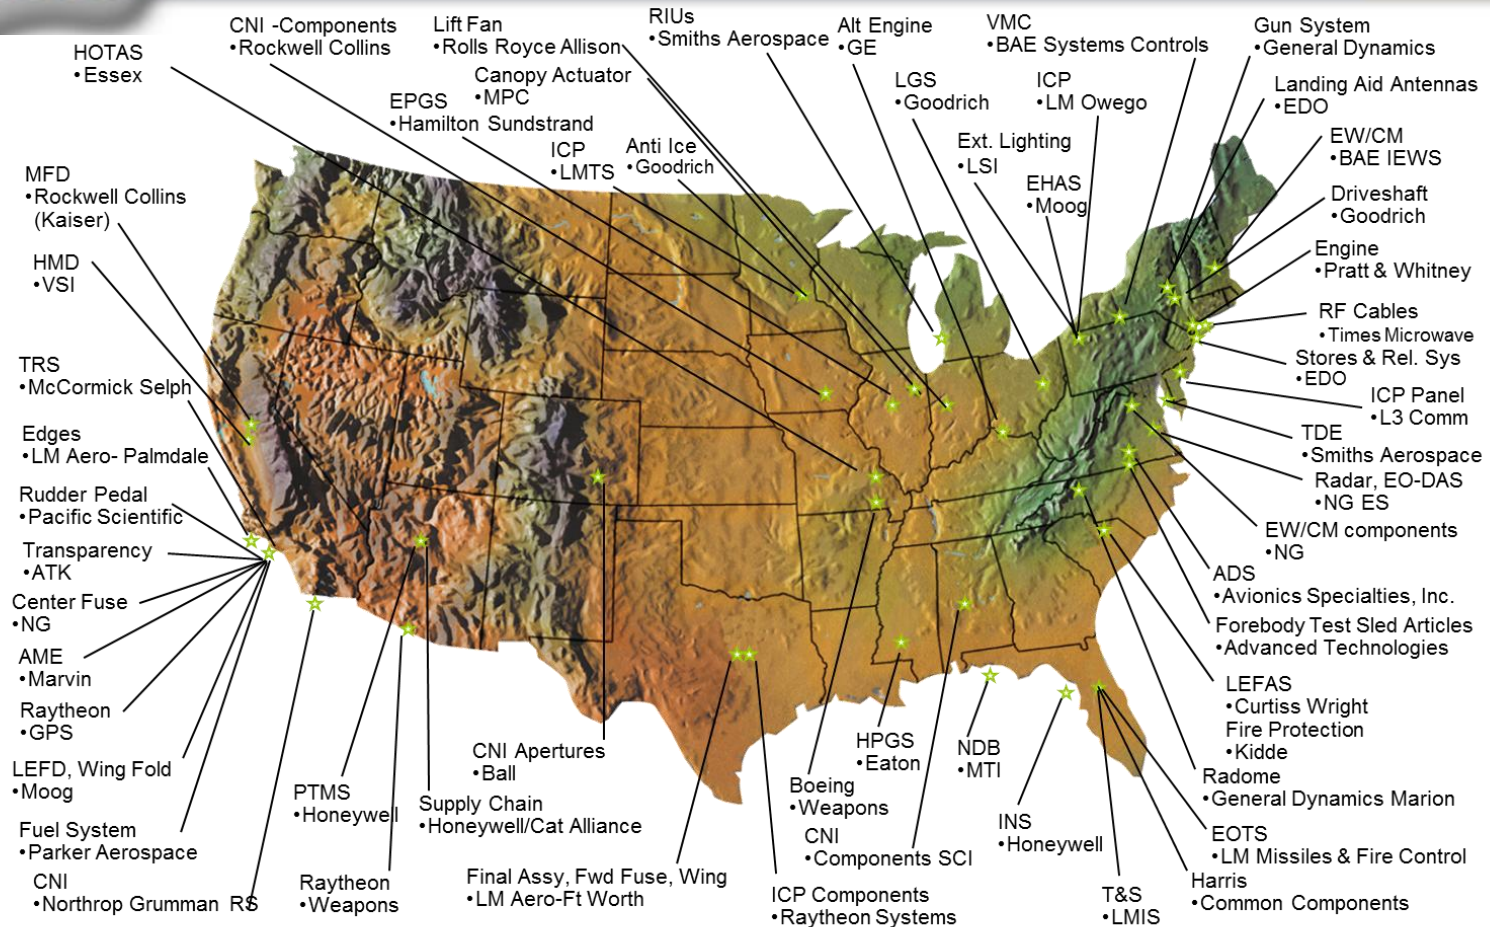 HOTAS
•Essex
CNI -Components
•Rockwell Collins
Lift Fan
•Rolls Royce Allison
RIUs
•Smiths Aerospace
Alt Engine
•GE
VMC
•BAE Systems Controls
Gun System
•General Dynamics
Canopy Actuator
•MPC
LGS
•Goodrich
ICP
•LM Owego
Landing Aid Antennas
•EDO
EPGS
•Hamilton Sundstrand
ICP
•LMTS
Anti Ice
•Goodrich
Ext. Lighting
•LSI
EHAS
•Moog
EW/CM
•BAE IEWS
Driveshaft
•Goodrich
Engine
•Pratt & Whitney
RF Cables
•Times Microwave
Stores & Rel. Sys
•EDO
ICP Panel
•L3 Comm
TDE
•Smiths Aerospace
Radar, EO-DAS
•NG ES
EW/CM components
•NG
ADS
•Avionics Specialties, Inc.
Forebody Test Sled Articles
•Advanced Technologies
LEFAS
•Curtiss Wright
Fire Protection
•Kidde
Radome
•General Dynamics Marion
EOTS
•LM Missiles & Fire Control
Harris
•Common Components
T&S
•LMIS
INS
•Honeywell
NDB
•MTI
HPGS
•Eaton
Boeing
•Weapons
CNI
•Components SCI
ICP Components
•Raytheon Systems
Final Assy, Fwd Fuse, Wing
•LM Aero-Ft Worth
CNI Apertures
•Ball
Supply Chain
•Honeywell/Cat Alliance
PTMS
•Honeywell
Raytheon
•Weapons
MFD
•Rockwell Collins
(Kaiser)
HMD
•VSI
TRS
•McCormick Selph
Edges
•LM Aero- Palmdale
Rudder Pedal
•Pacific Scientific
Transparency
•ATK
Center Fuse
•NG
AME
•Marvin
Raytheon
•GPS
LEFD, Wing Fold
•Moog
Fuel System
•Parker Aerospace
CNI
•Northrop Grumman RS